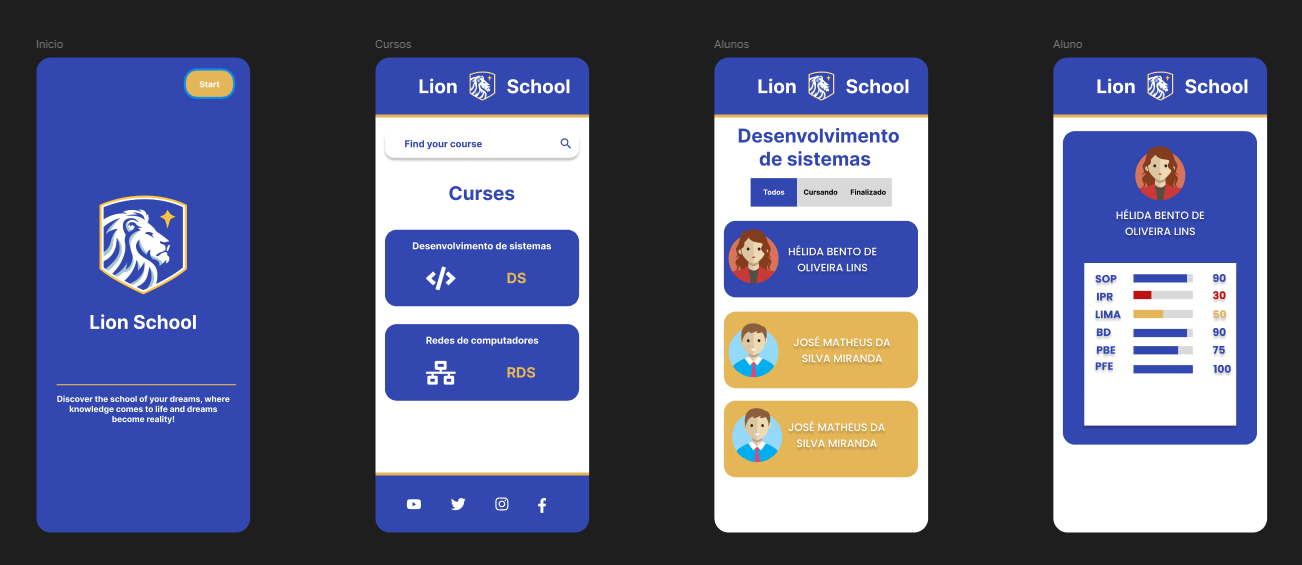 Inicio
Start
Lion School
Discover the school of your dreams, where
knowledge comes to life and dreams
become reality!
Cursos
Lion School
Find your course
Curses
Desenvolvimento de sistemas
DS
Redes de computadores
RDS
Alunos
Lion School
Desenvolvimento
de sistemas
Todos Cursando Finalizado
HÉLIDA BENTO DE
OLIVEIRA LINS
JOSÉ MATHEUS DA
SILVA MIRANDA
JOSÉ MATHEUS DA
SILVA MIRANDA
Aluno
Lion School
HÉLIDA BENTO DE
OLIVEIRA LINS
SOP 90
IPR 30
LIMA 50
BD 90
PBE 75
PFE 100